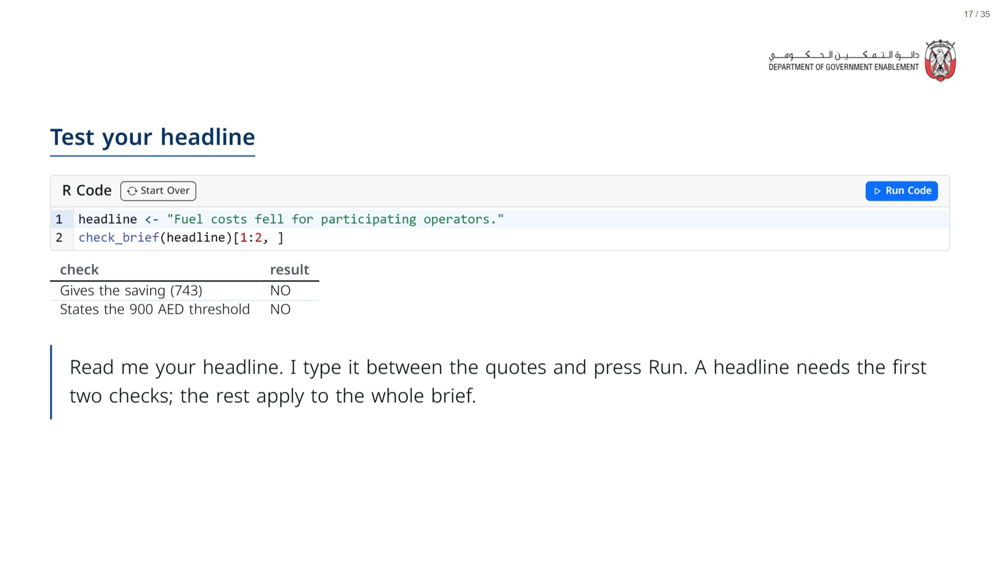 17 / 35
دائرة التمكين الحكومي
DEPARTMENT OF GOVERNMENT ENABLEMENT
Test your headline
R Code Start Over Run Code
1 headline <- "Fuel costs fell for participating operators."
2 check_brief(headline)[1:2, ]
check result
Gives the saving (743) NO
States the 900 AED threshold NO
Read me your headline. I type it between the quotes and press Run. A headline needs the first
two checks; the rest apply to the whole brief.